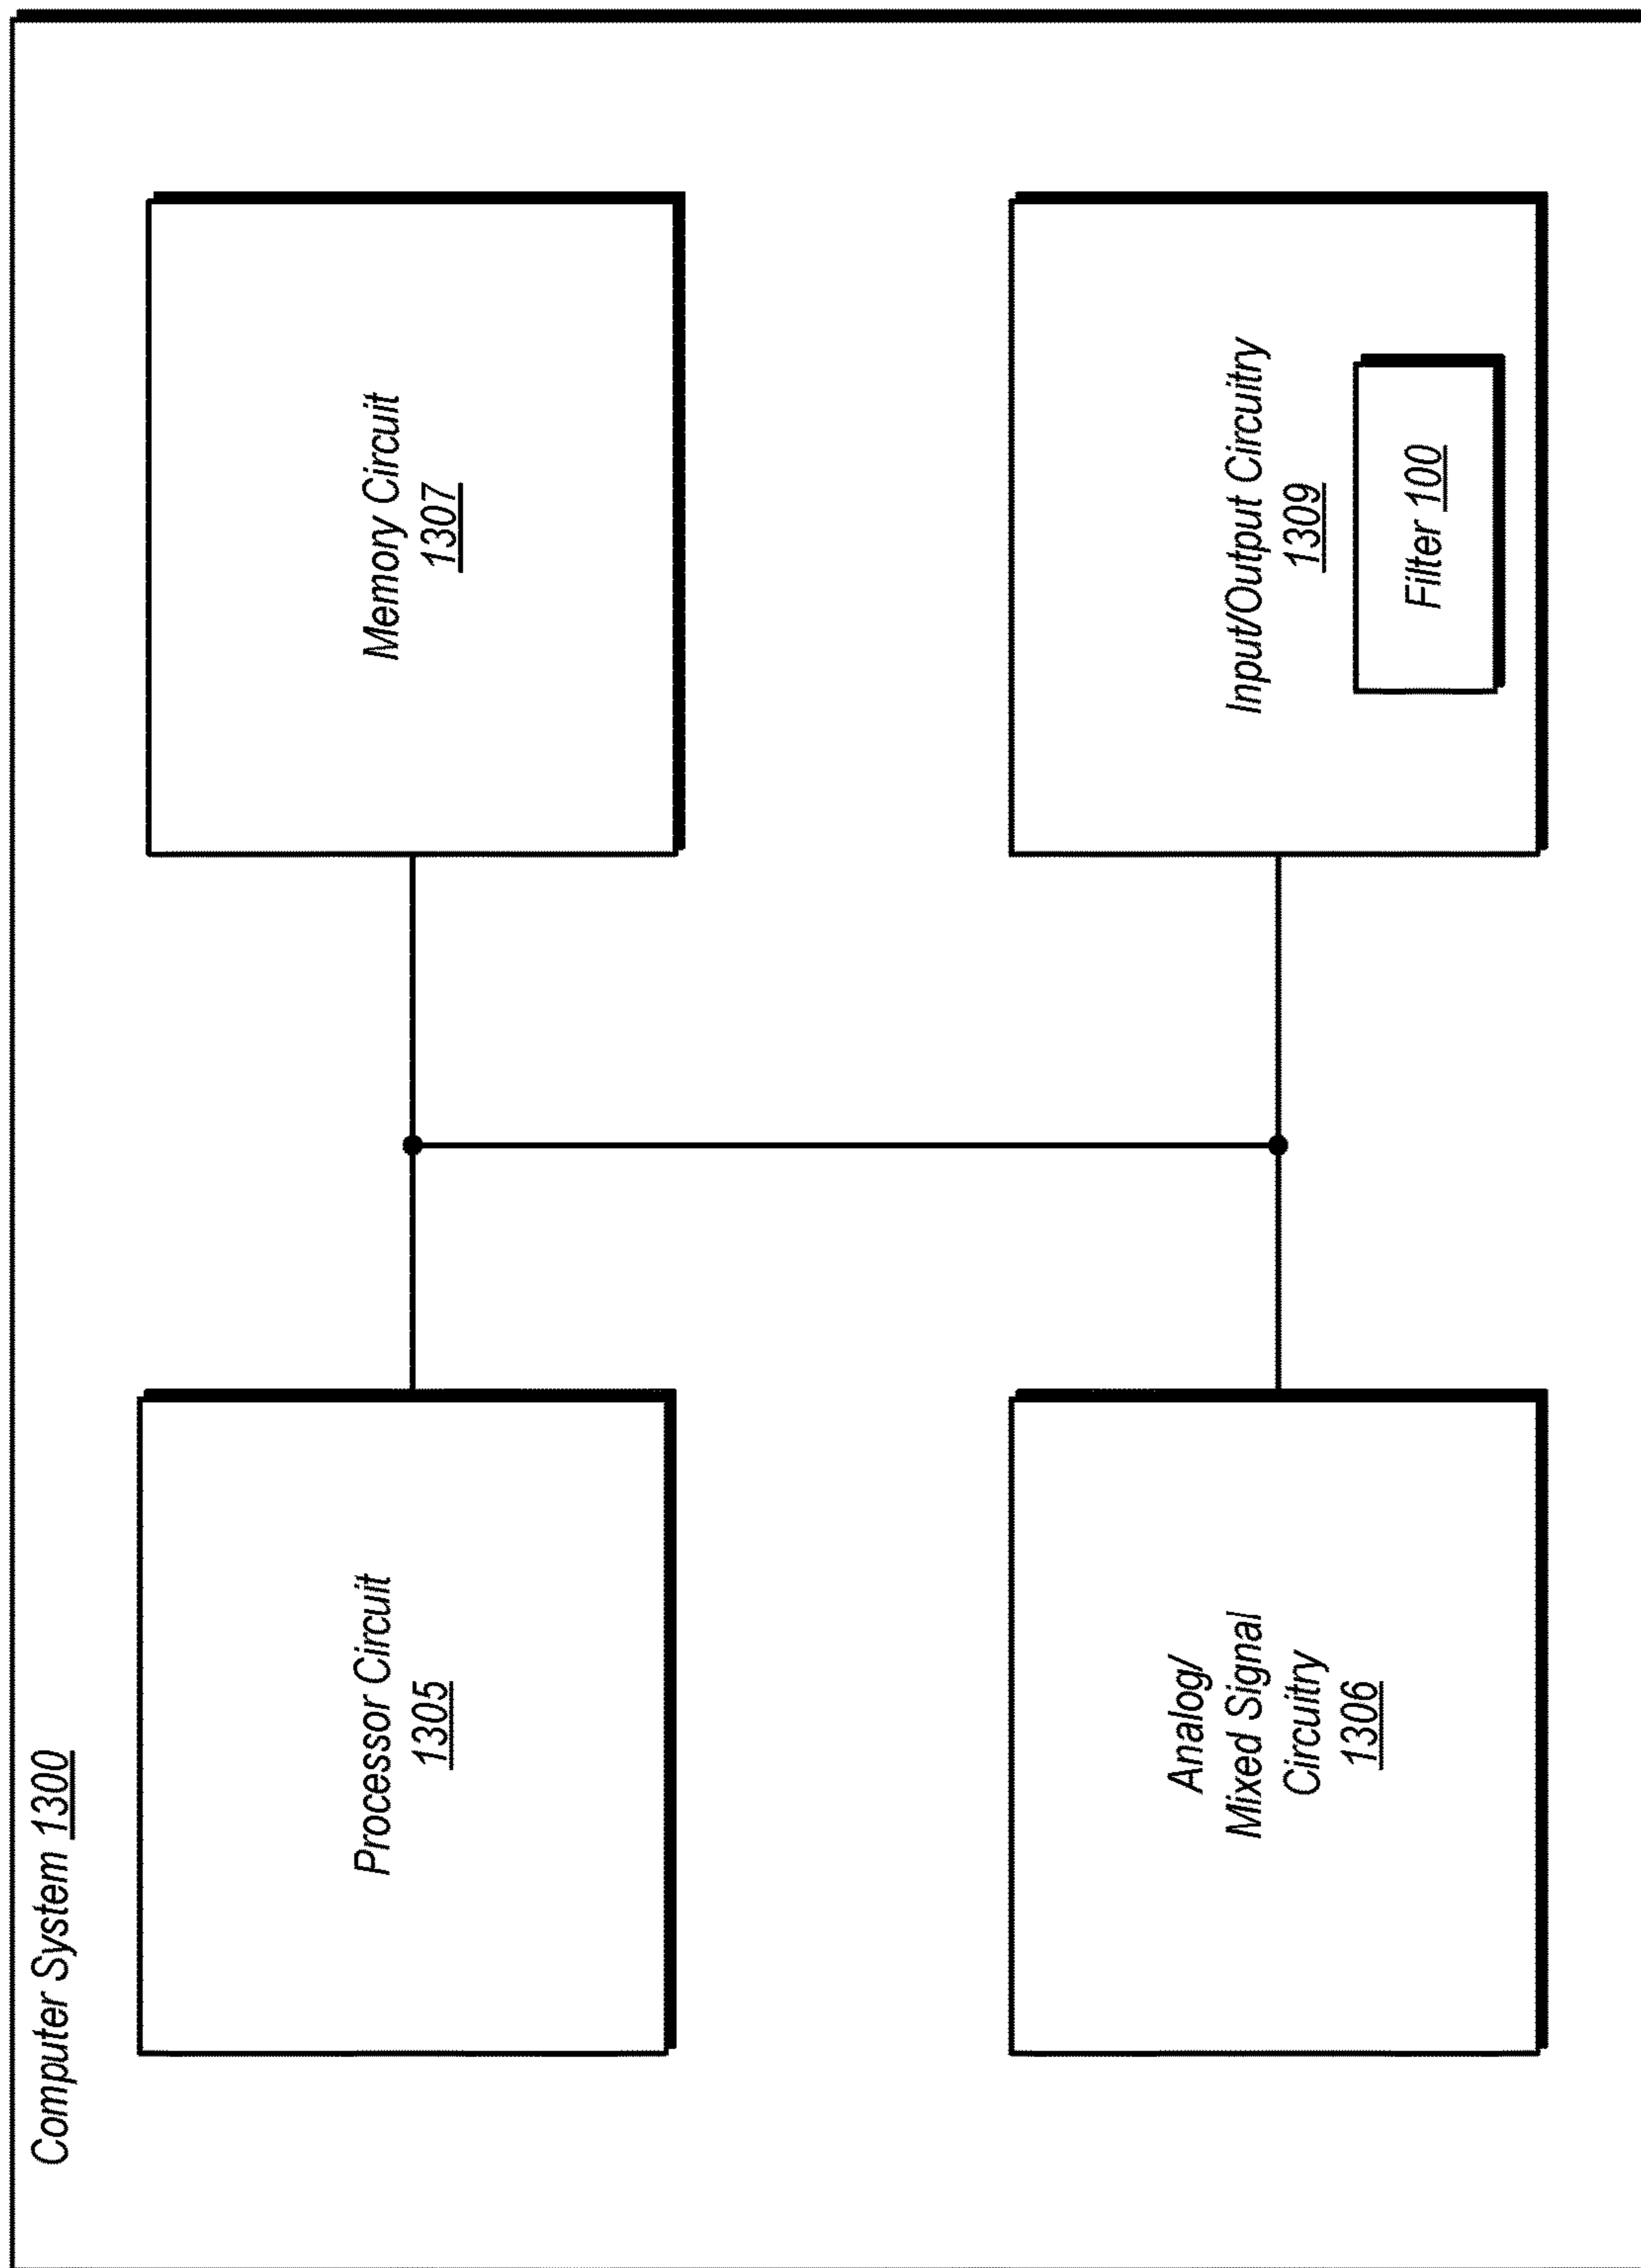 Computer System 1300
Processor Circuit
1305
Memory Circuit
1307
Analog/
Mixed Signal
Circuitry
1306
Input/Output Circuitry
1309
Filter 100